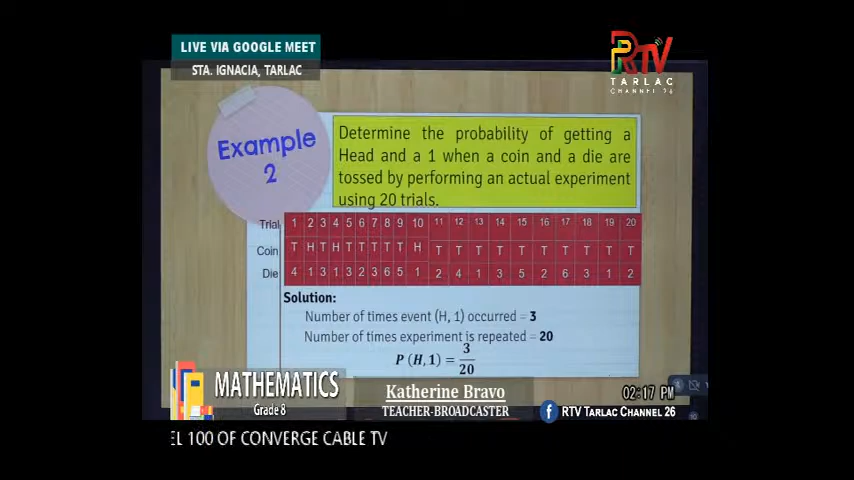 LIVE VIA GOOGLE MEET
STA. IGNACIA, TARLAC
RTV
TARLAC
CHANNEL 26
Example
2
Determine the probability of getting a
Head and a 1 when a coin and a die are
tossed by performing an actual experiment
using 20 trials.
Trial 1 2 3 4 5 6 7 8 9 10 11 12 13 14 15 16 17 18 19 20
Coin T H T H T T T T T H T T T T T T T T T T
Die 4 1 3 1 3 2 3 6 5 1 2 4 1 3 5 2 6 3 1 2
Solution:
Number of times event (H, 1) occurred = 3
Number of times experiment is repeated = 20
P (H, 1) = 3/20
MATHEMATICS
Grade 8
Katherine Bravo
TEACHER-BROADCASTER
02:17 PM
f RTV TARLAC CHANNEL 26
EL 100 OF CONVERGE CABLE TV